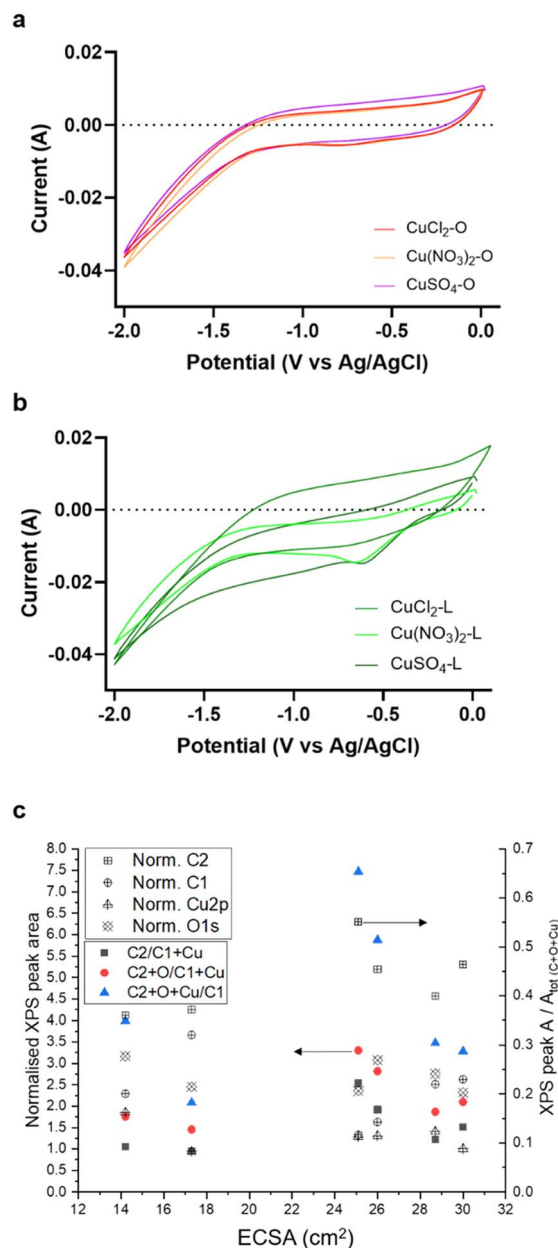 a
0.02
0.00
-0.02
-0.04
Current (A)
CuCl2-O
Cu(NO3)2-O
CuSO4-O
-2.0 -1.5 -1.0 -0.5 0.0
Potential (V vs Ag/AgCl)
b
0.02
0.00
-0.02
-0.04
Current (A)
CuCl2-L
Cu(NO3)2-L
CuSO4-L
-2.0 -1.5 -1.0 -0.5 0.0
Potential (V vs Ag/AgCl)
c
8.0
7.5
7.0
6.5
6.0
5.5
5.0
4.5
4.0
3.5
3.0
2.5
2.0
1.5
1.0
0.5
0.0
Normalised XPS peak area
Norm. C2
Norm. C1
Norm. Cu2p
Norm. O1s
C2/C1+Cu
C2+O/C1+Cu
C2+O+Cu/C1
0.7
0.6
0.5
0.4
0.3
0.2
0.1
0.0
XPS peak A / Atot (C+O+Cu)
12 14 16 18 20 22 24 26 28 30 32
ECSA (cm2)